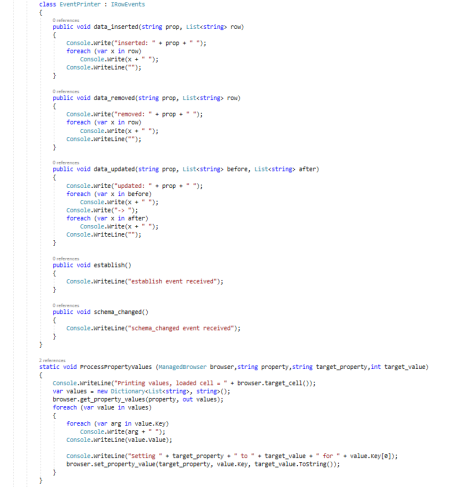 class EventPrinter : IRowEvents
{
0 references
public void data_inserted(string prop, List<string> row)
{
Console.Write("inserted: " + prop + " ");
foreach (var x in row)
Console.Write(x + " ");
Console.WriteLine("");
}
0 references
public void data_removed(string prop, List<string> row)
{
Console.Write("removed: " + prop + " ");
foreach (var x in row)
Console.Write(x + " ");
Console.WriteLine("");
}
0 references
public void data_updated(string prop, List<string> before, List<string> after)
{
Console.Write("updated: " + prop + " ");
foreach (var x in before)
Console.Write(x + " ");
Console.Write("-> ");
foreach (var x in after)
Console.Write(x + " ");
Console.WriteLine("");
}
0 references
public void establish()
{
Console.WriteLine("establish event received");
}
0 references
public void schema_changed()
{
Console.WriteLine("schema_changed event received");
}
}
2 references
static void ProcessPropertyValues (ManagedBrowser browser,string property,string target_property,int target_value)
{
Console.WriteLine("Printing values, loaded cell = " + browser.target_cell());
var values = new Dictionary<List<string>, string>();
browser.get_property_values(property, out values);
foreach (var value in values)
{
foreach (var arg in value.Key)
Console.Write(arg + " ");
Console.WriteLine(value.Value);
Console.WriteLine("Setting " + target_property + " to " + target_value + " for " + value.Key[0]);
browser.set_property_value(target_property, value.Key, target_value.ToString());
}
}